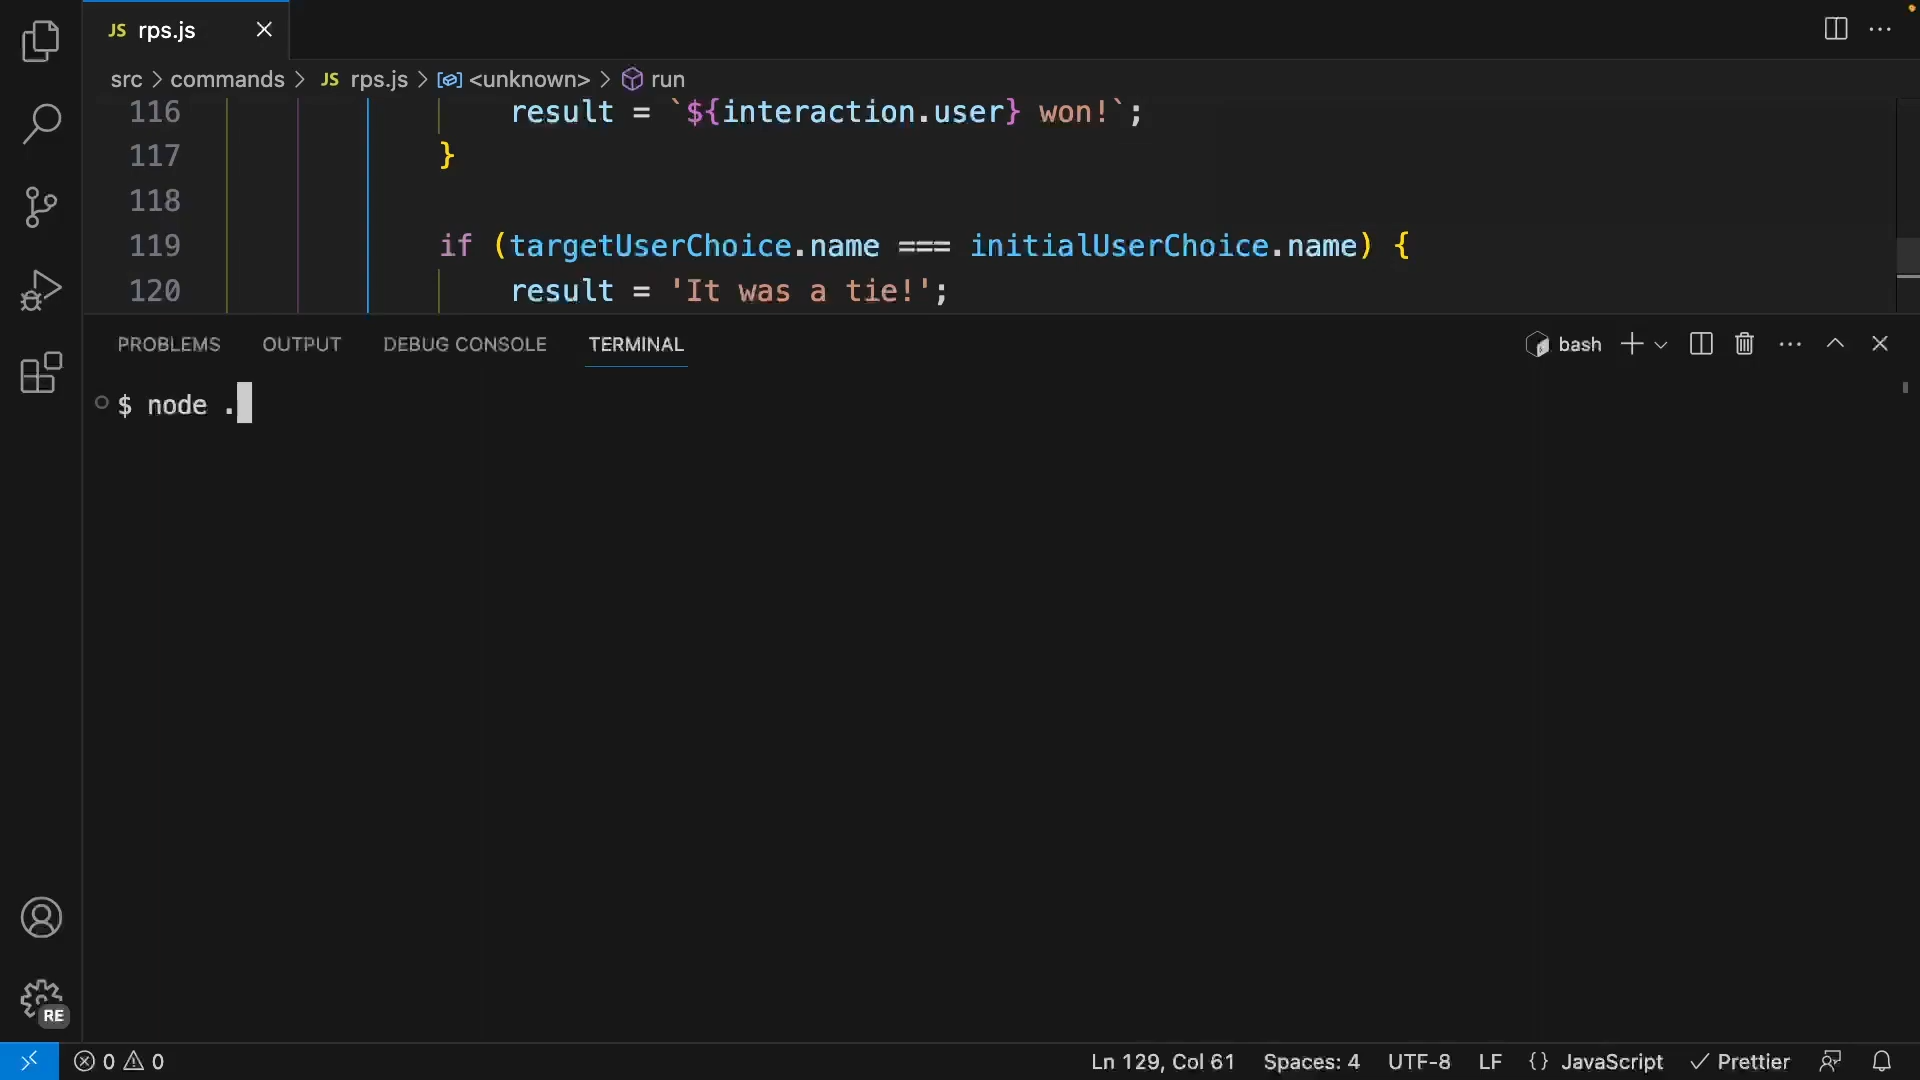 JS rps.js
src > commands > JS rps.js > <unknown> > run
116 result = `${interaction.user} won!`;
117 }
118
119 if (targetUserChoice.name === initialUserChoice.name) {
120 result = 'It was a tie!';
PROBLEMS OUTPUT DEBUG CONSOLE TERMINAL bash
$ node .
RE
0 0 Ln 129, Col 61 Spaces: 4 UTF-8 LF {} JavaScript Prettier